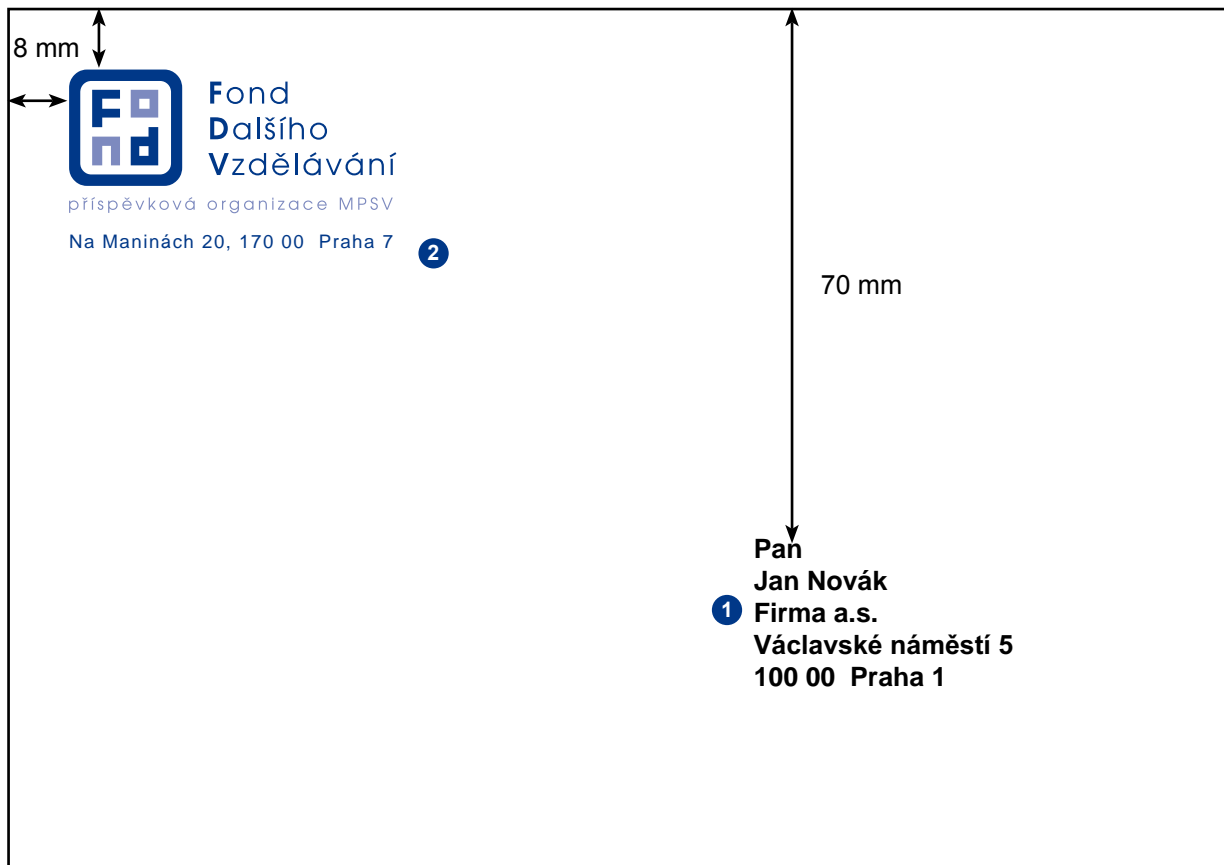 8 mm
Fond
Fond
Dalšího
Vzdělávání
příspěvková organizace MPSV
Na Maninách 20, 170 00 Praha 7
2
70 mm
Pan
Jan Novák
1
Firma a.s.
Václavské náměstí 5
100 00 Praha 1